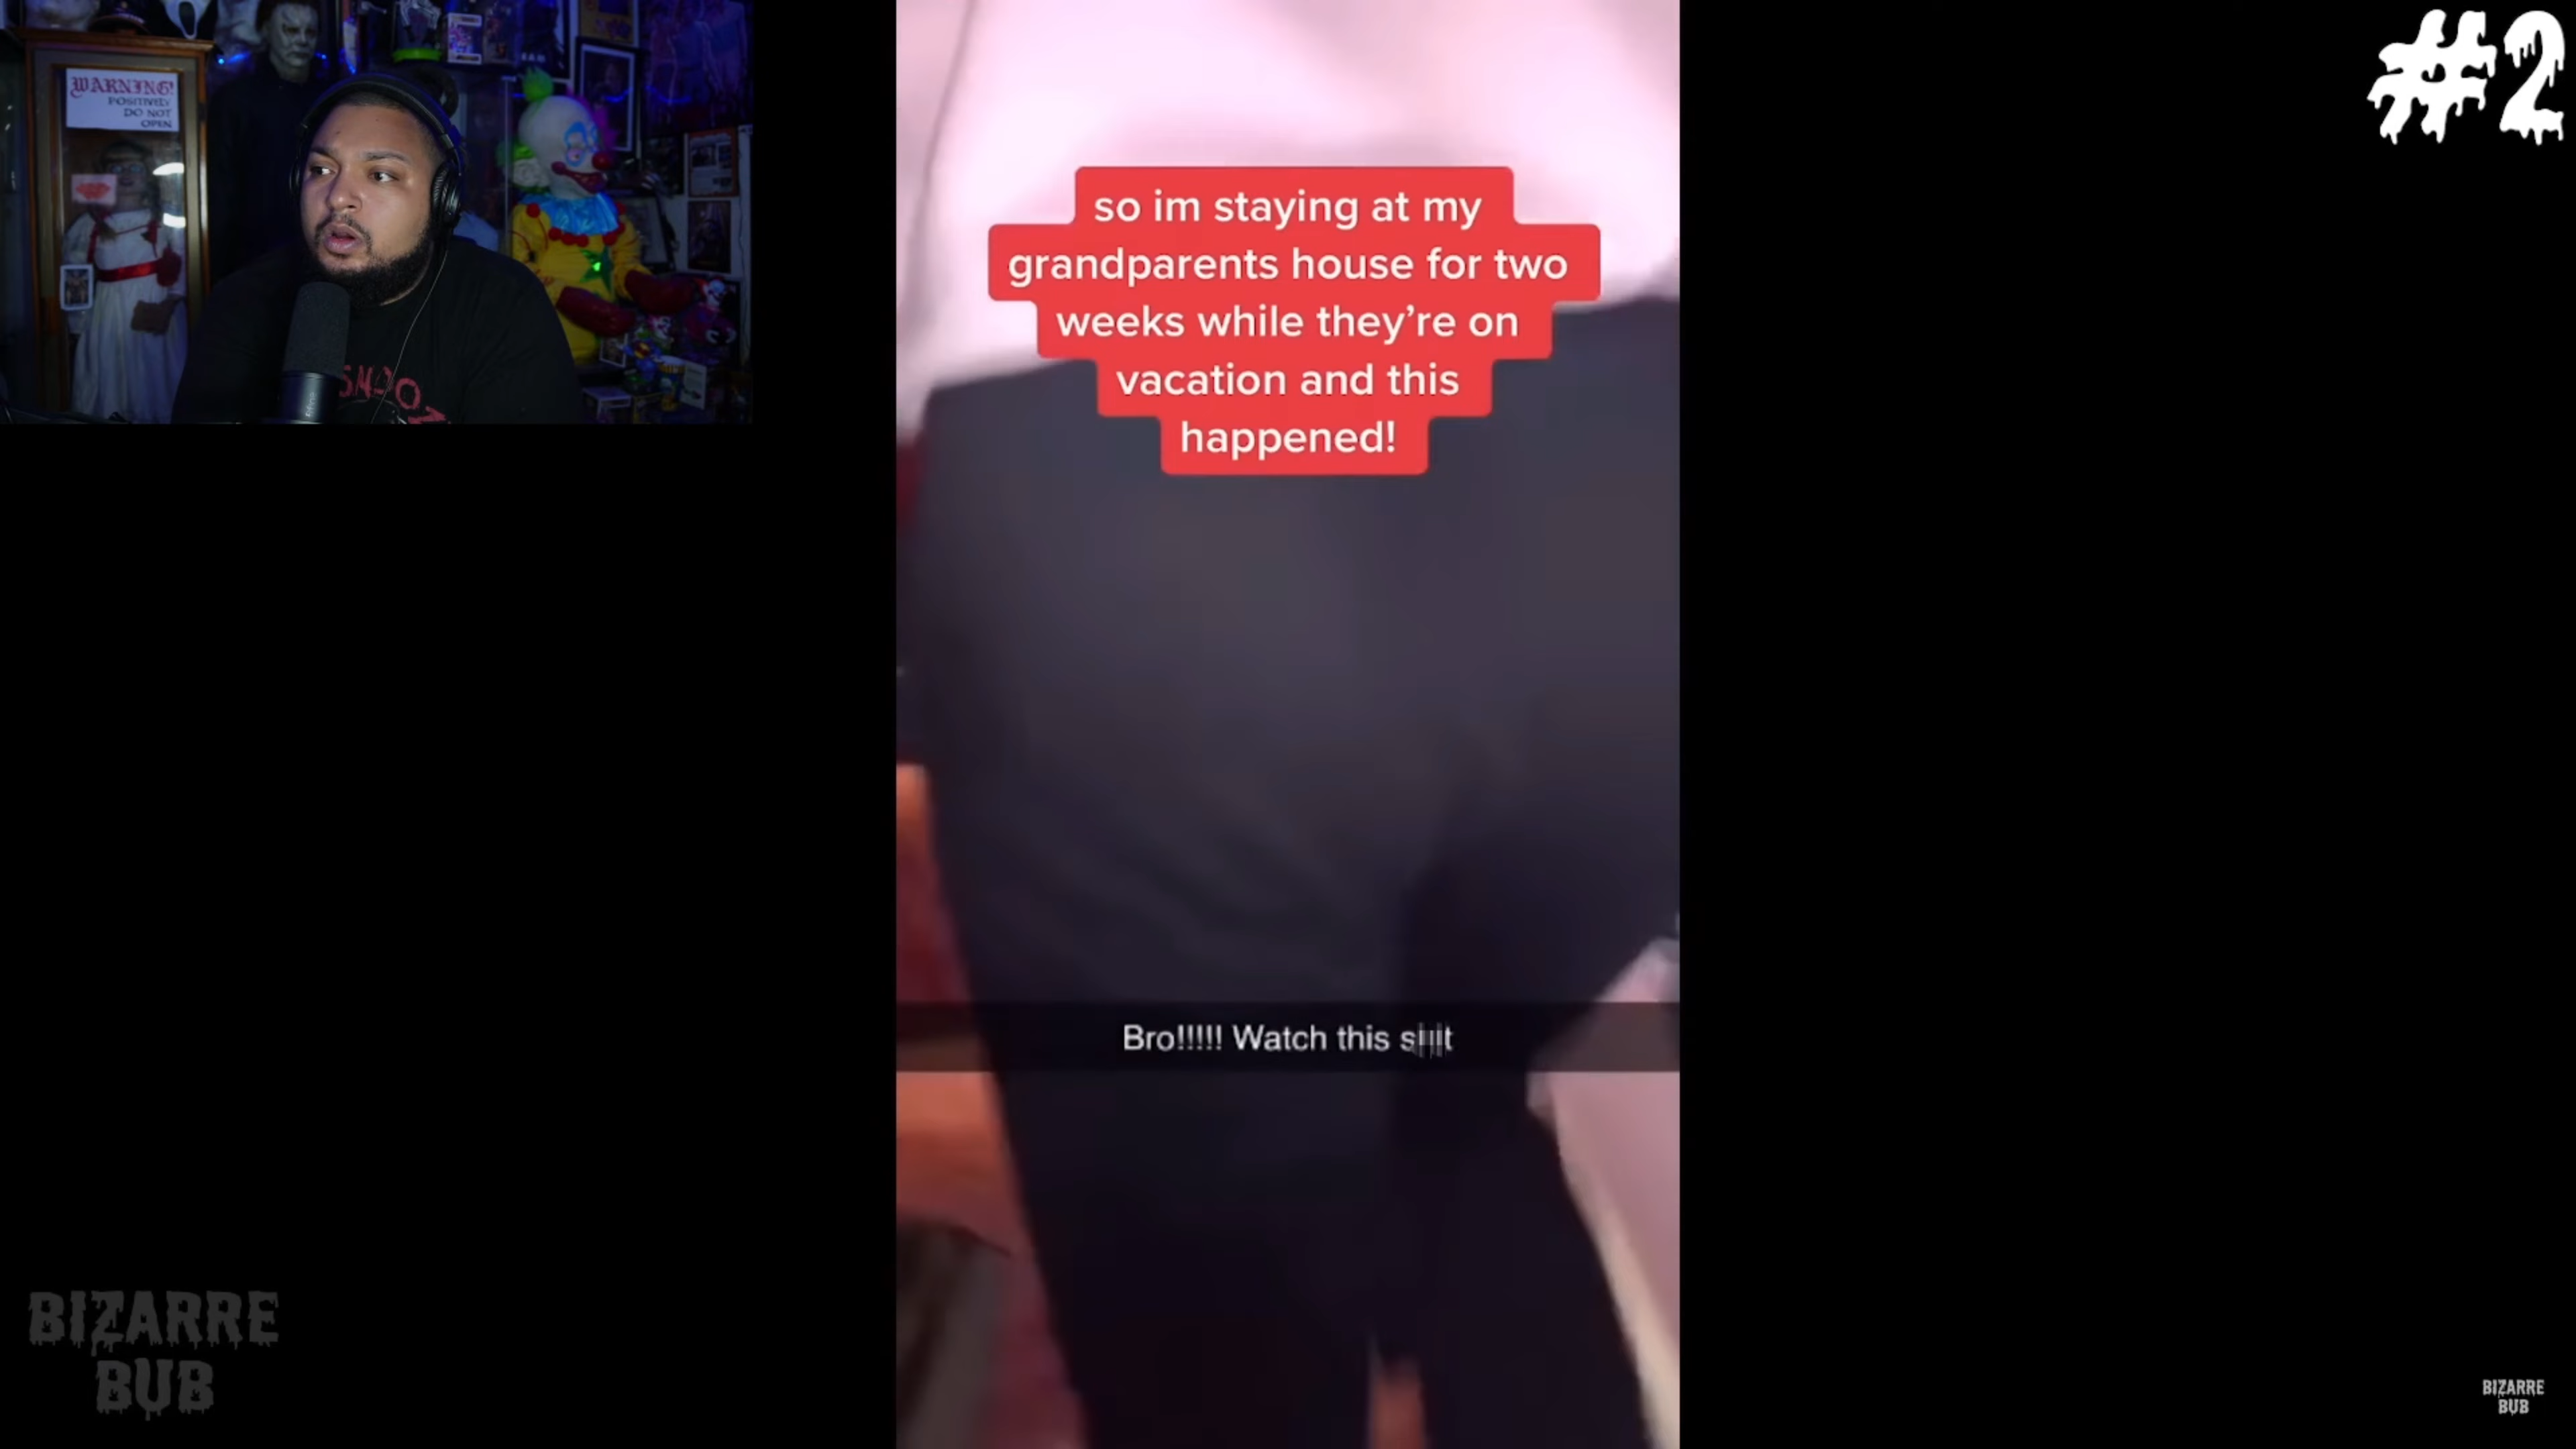 #2
WARNING!
POSITIVELY
DO NOT
OPEN
so im staying at my
grandparents house for two
weeks while they're on
vacation and this
happened!
Bro!!!!! Watch this
BIZARRE
BUB
BIZARRE
BUB